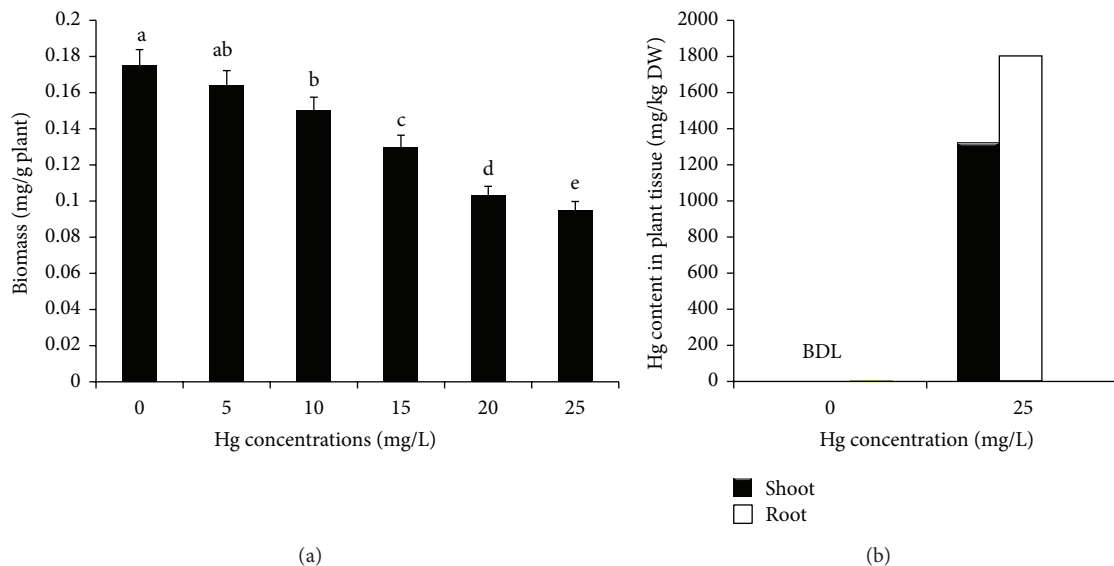 Biomass (mg/g plant)
0.2
0.18
0.16
0.14
0.12
0.1
0.08
0.06
0.04
0.02
0
a
ab
b
c
d
e
0 5 10 15 20 25
Hg concentrations (mg/L)
(a)
Hg content in plant tissue (mg/kg DW)
2000
1800
1600
1400
1200
1000
800
600
400
200
0
BDL
0 25
Hg concentration (mg/L)
Shoot
Root
(b)